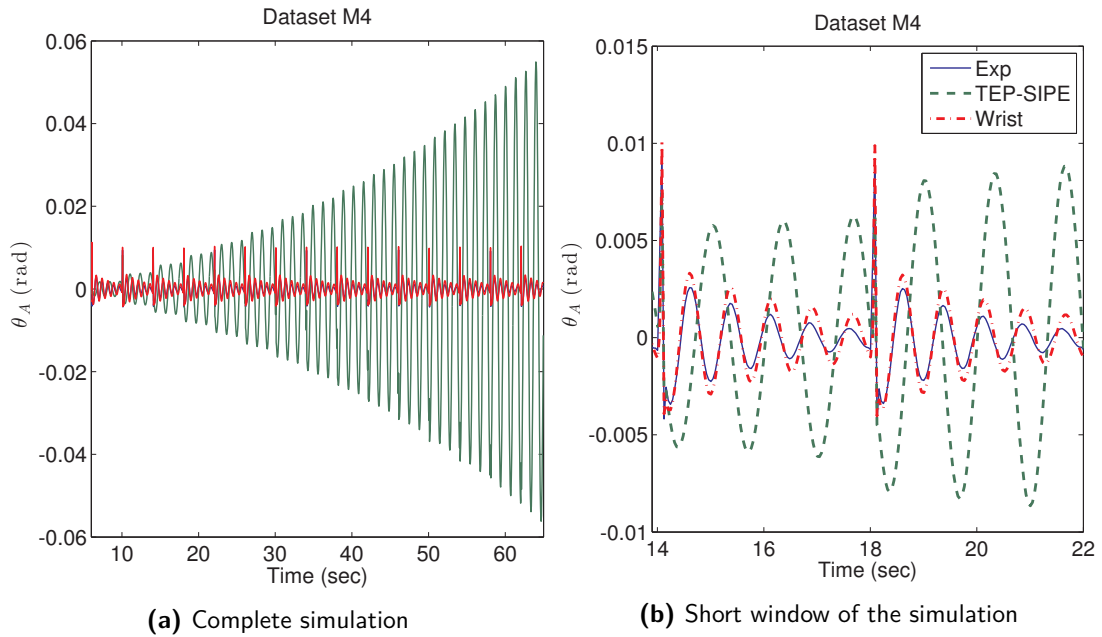 Dataset M4
0.06
0.04
0.02
0
-0.02
-0.04
-0.06
θ_A (rad)
10 20 30 40 50 60
Time (sec)
(a) Complete simulation
Dataset M4
0.015
0.01
0.005
0
-0.005
-0.01
θ_A (rad)
Exp
TEP-SIPE
Wrist
14 16 18 20 22
Time (sec)
(b) Short window of the simulation